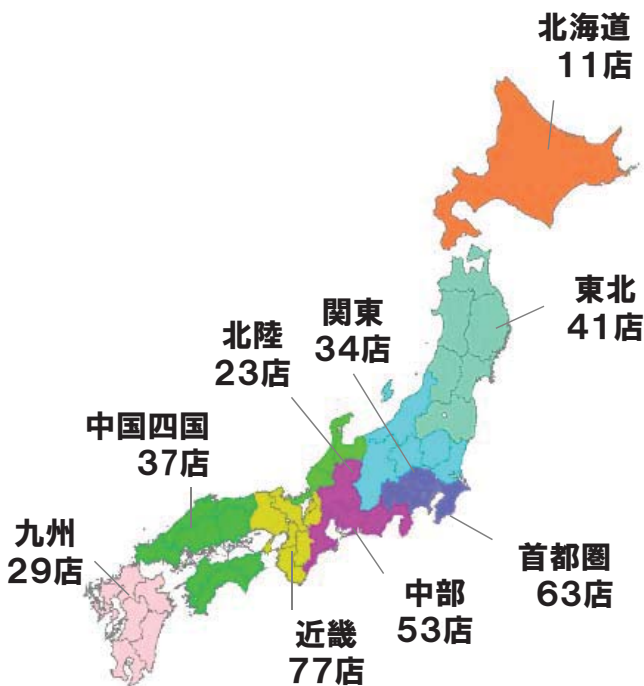 北海道
11店
東北
41店
関東
34店
北陸
23店
中国四国
37店
九州
29店
首都圏
63店
中部
53店
近畿
77店